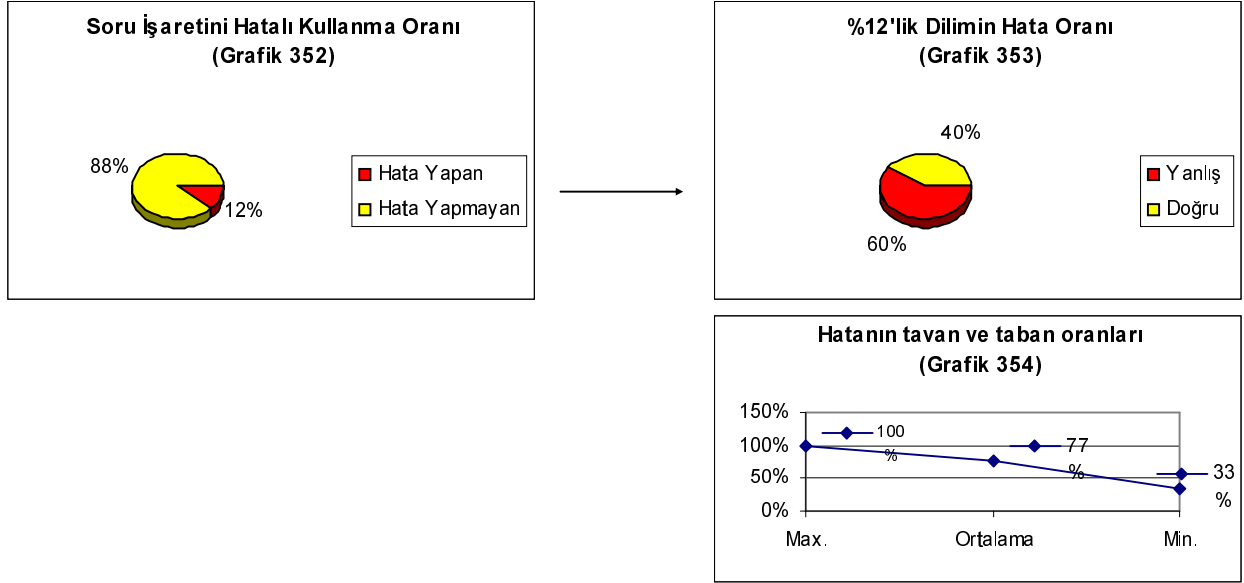 Soru İşaretini Hatalı Kullanma Oranı
(Grafik 352)
88%
12%
Hata Yapan
Hata Yapmayan
%12'lik Dilimin Hata Oranı
(Grafik 353)
40%
60%
Yanlış
Doğru
Hatanın tavan ve taban oranları
(Grafik 354)
150%
100%
50%
0%
100
%
77
%
33
%
Max.
Ortalama
Min.